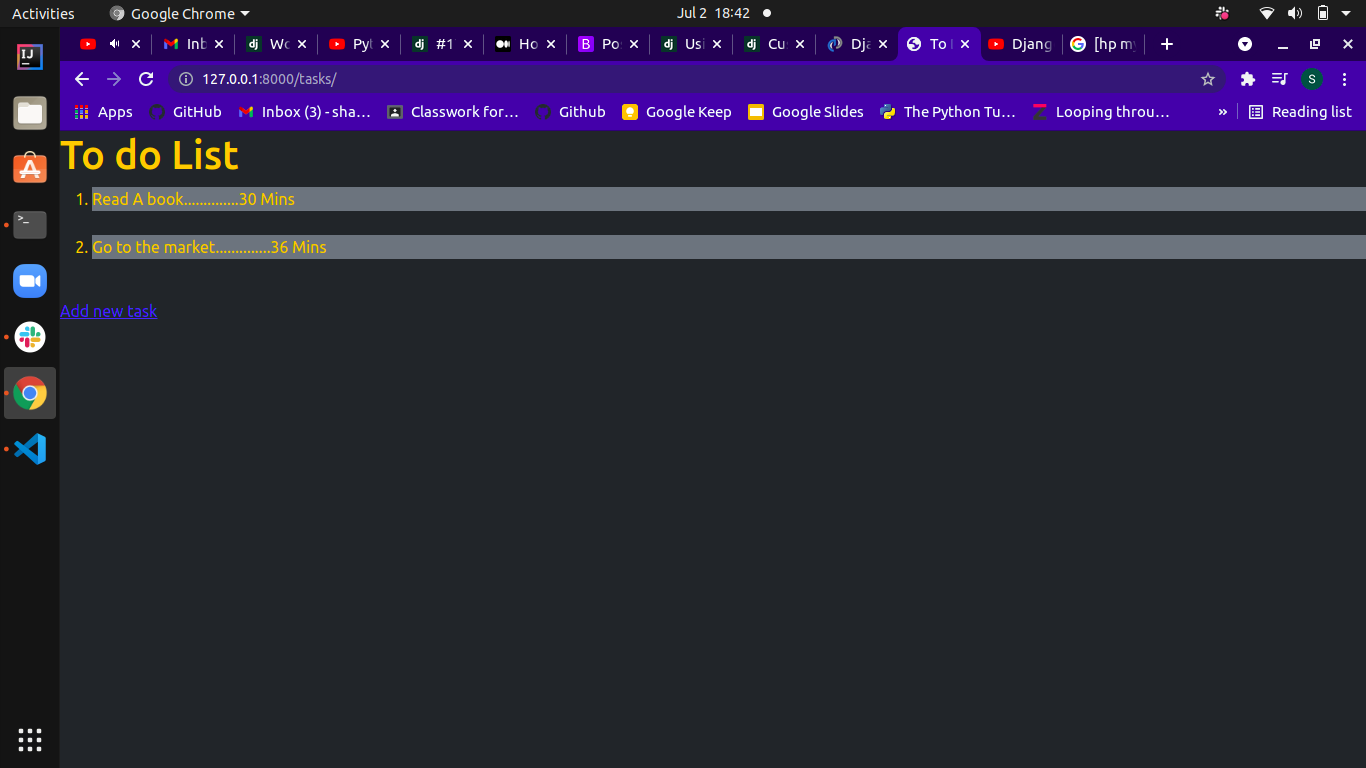 Activities Google Chrome Jul 2 18:42
Inb Wo Pyt #1 Ho Po Usi Cus Dja To Djang [hp my
127.0.0.1:8000/tasks/ S
Apps GitHub Inbox (3) - sha... Classwork for... Github Google Keep Google Slides The Python Tu... Looping throu... » Reading list
To do List
1. Read A book..............30 Mins
2. Go to the market..............36 Mins
Add new task